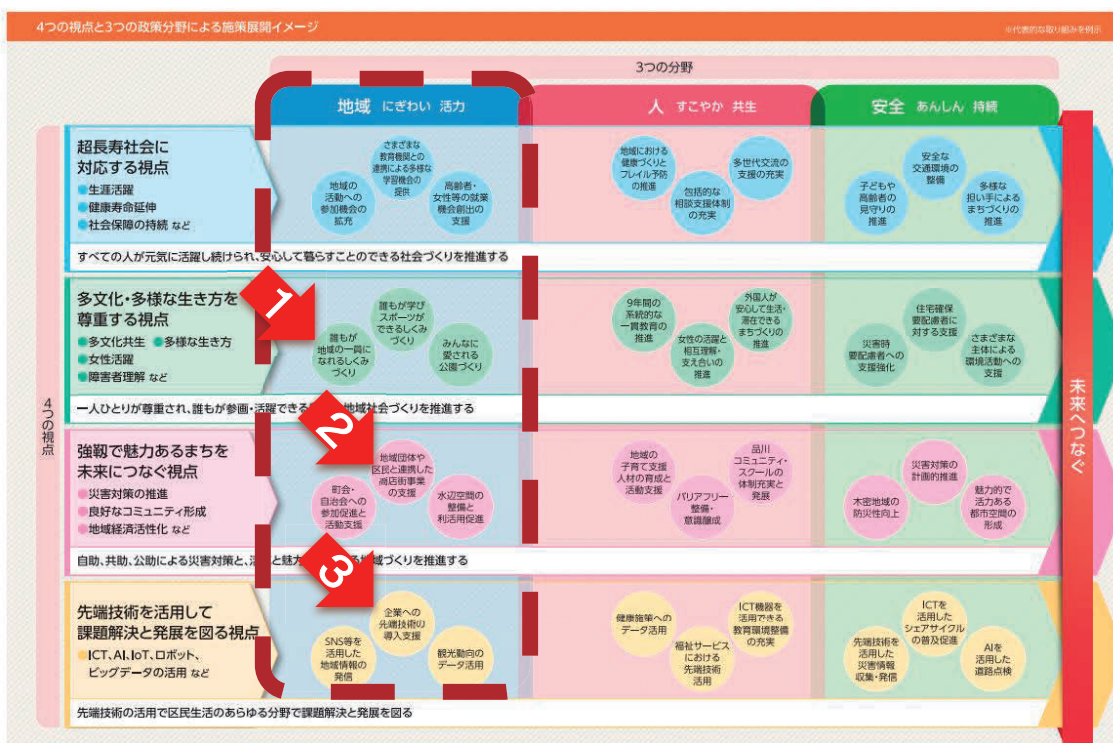 4つの視点と3つの政策分野による施策展開イメージ
※代表的な取り組みを例示
3つの分野
地域 にぎわい 活力
人 すこやか 共生
安全 あんしん 持続
4つの視点
超長寿社会に
対応する視点
●生涯活躍
●健康寿命延伸
●社会保障の持続 など
地域の
活動への
参加機会の
拡充
さまざまな
教育機関との
連携による多様な
学習機会の
提供
高齢者・
女性等の就業
機会創出の
支援
地域における
健康づくりと
フレイル予防
の推進
包括的な
相談支援体制
の充実
多世代交流の
支援の充実
子どもや
高齢者の
見守りの
推進
安全な
交通環境の
整備
多様な
担い手による
まちづくりの
推進
すべての人が元気に活躍し続けられ、安心して暮らすことのできる社会づくりを推進する
多文化・多様な生き方を
尊重する視点
●多文化共生 ●多様な生き方
●女性活躍
●障害者理解 など
1
誰もが
地域の一員に
なれるしくみ
づくり
誰もが学び
スポーツが
できるしくみ
づくり
みんなに
愛される
公園づくり
9年間の
系統的な
一貫教育の
推進
女性の活躍と
相互理解・
支え合いの
推進
外国人が
安心して生活・
滞在できる
まちづくりの
推進
災害時
要配慮者への
支援強化
住宅確保
要配慮者に
対する支援
さまざまな
主体による
環境活動への
支援
一人ひとりが尊重され、誰もが参画・活躍できる
地域社会づくりを推進する
強靱で魅力あるまちを
未来につなぐ視点
●災害対策の推進
●良好なコミュニティ形成
●地域経済活性化 など
2
町会・
自治会への
参加促進と
活動支援
地域団体や
区民と連携した
商店街事業
の支援
水辺空間の
整備と
利活用促進
地域の
子育て支援
人材の育成と
活動支援
バリアフリー
整備・
意識醸成
品川
コミュニティ・
スクールの
体制充実と
発展
木密地域の
防災性向上
災害対策の
計画的推進
魅力的で
活力ある
都市空間の
形成
自助、共助、公助による災害対策と、
と魅力
地域づくりを推進する
先端技術を活用して
課題解決と発展を図る視点
●ICT、AI、IoT、ロボット、
ビッグデータの活用 など
3
SNS等を
活用した
地域情報の
発信
企業への
先端技術の
導入支援
観光動向の
データ活用
健康施策への
データ活用
福祉サービス
における
先端技術
活用
ICT機器を
活用できる
教育環境整備
の充実
先端技術を
活用した
災害情報
収集・発信
ICTを
活用した
シェアサイクル
の普及促進
AIを
活用した
道路点検
先端技術の活用で区民生活のあらゆる分野で課題解決と発展を図る
未来へつなぐ